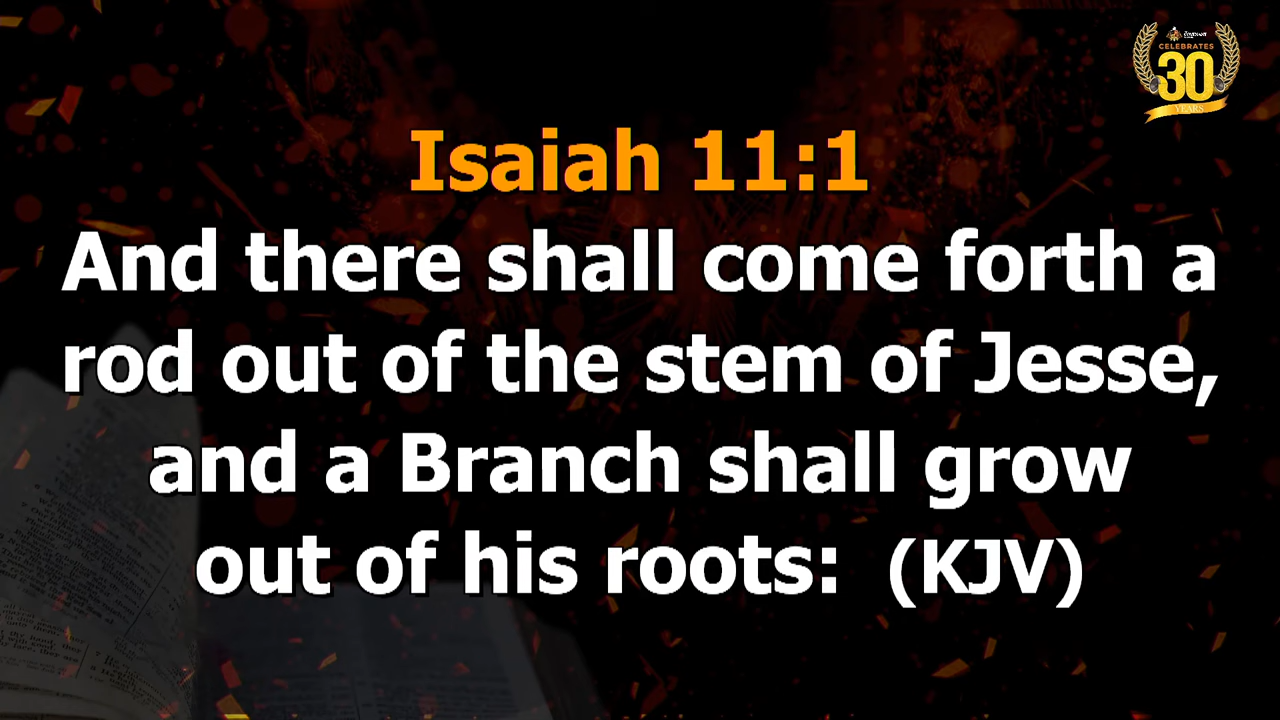 CELEBRATES
30
YEARS
Isaiah 11:1
And there shall come forth a
rod out of the stem of Jesse,
and a Branch shall grow
out of his roots: (KJV)